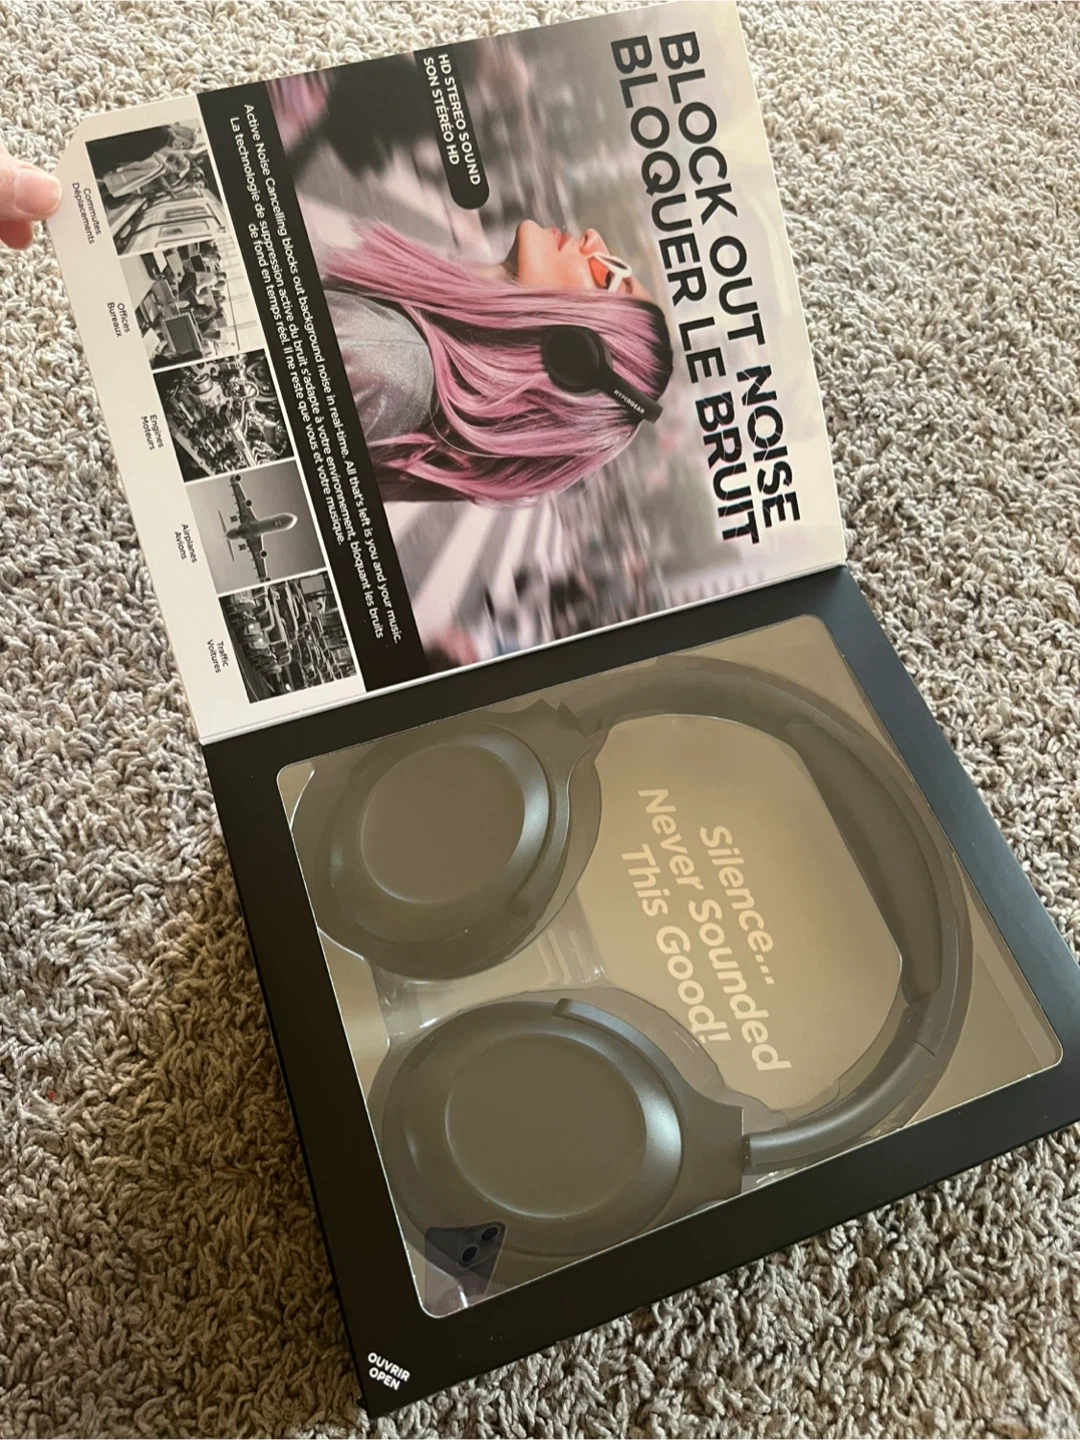 BLOCK OUT NOISE
BLOQUER LE BRUIT
HD STEREO SOUND
SON STÉRÉO HD
HYPERGEAR
Active Noise Cancelling blocks out background noise in real-time. All that's left is you and your music.
La technologie de suppression active du bruit s'adapte à votre environnement, bloquant les bruits
de fond en temps réel. Il ne reste que vous et votre musique.
Commutes
Déplacements
Offices
Bureaux
Engines
Moteurs
Airplanes
Avions
Traffic
Voitures
Silence...
Never Sounded
This Good!
OUVRIR
OPEN